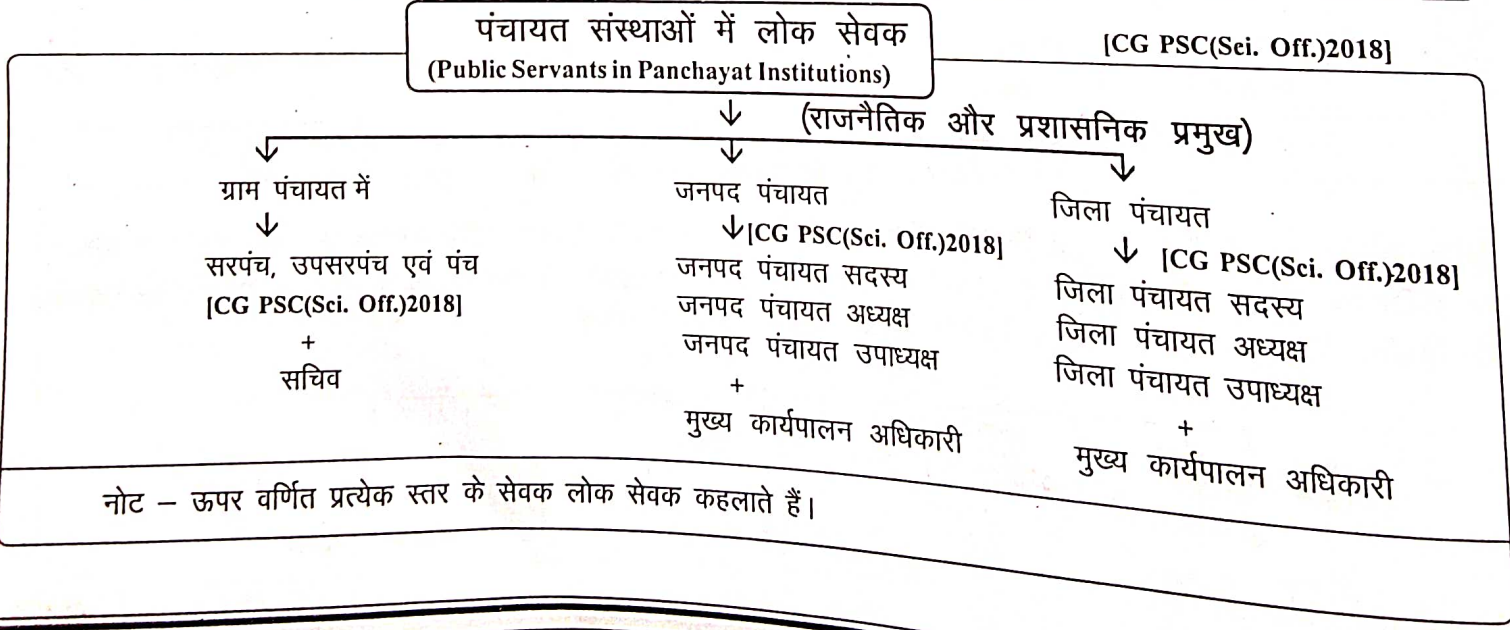 पंचायत संस्थाओं में लोक सेवक
(Public Servants in Panchayat Institutions)
[CG PSC(Sci. Off.)2018]
(राजनैतिक और प्रशासनिक प्रमुख)
ग्राम पंचायत में
सरपंच, उपसरपंच एवं पंच
[CG PSC(Sci. Off.)2018]
+
सचिव
जनपद पंचायत
[CG PSC(Sci. Off.)2018]
जनपद पंचायत सदस्य
जनपद पंचायत अध्यक्ष
जनपद पंचायत उपाध्यक्ष
+
मुख्य कार्यपालन अधिकारी
जिला पंचायत
[CG PSC(Sci. Off.)2018]
जिला पंचायत सदस्य
जिला पंचायत अध्यक्ष
जिला पंचायत उपाध्यक्ष
+
मुख्य कार्यपालन अधिकारी
नोट – ऊपर वर्णित प्रत्येक स्तर के सेवक लोक सेवक कहलाते हैं।